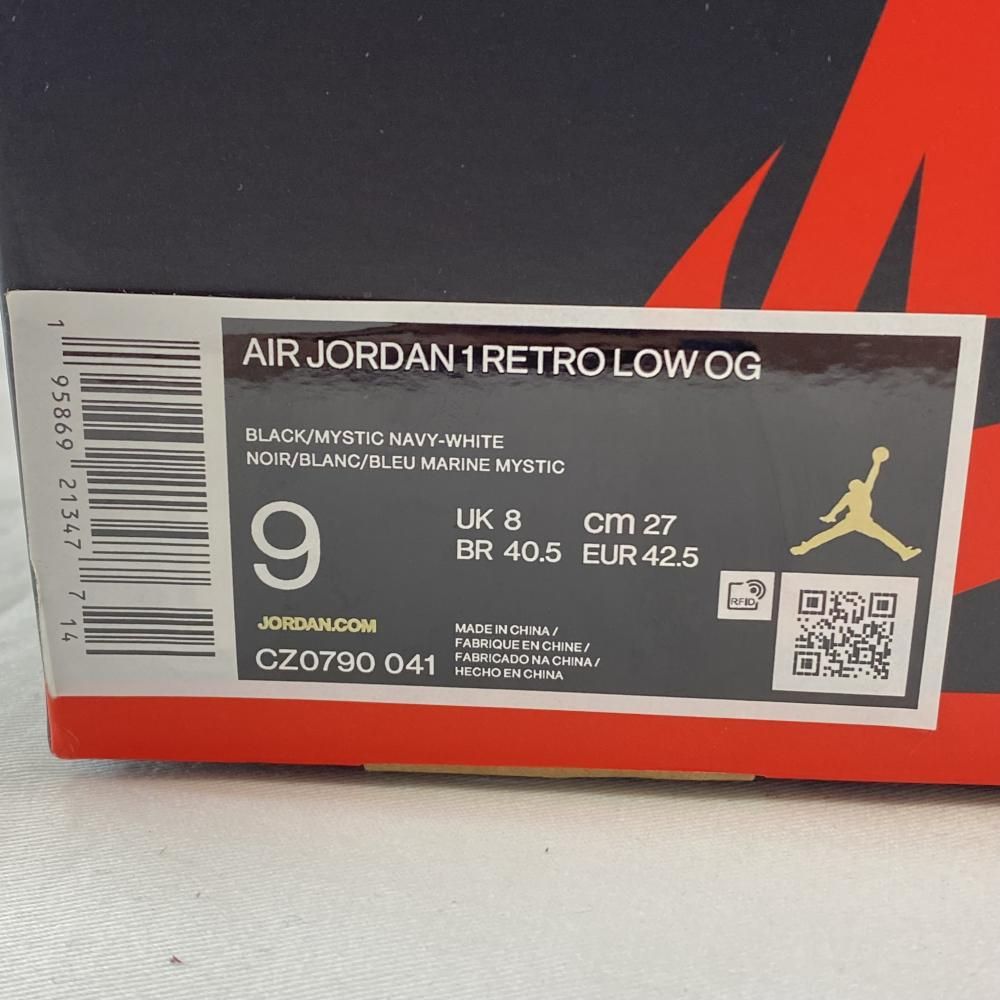 AIR JORDAN 1 RETRO LOW OG
BLACK/MYSTIC NAVY-WHITE
NOIR/BLANC/BLEU MARINE MYSTIC
9
UK 8 cm 27
BR 40.5 EUR 42.5
RFID
JORDAN.COM
CZ0790 041
MADE IN CHINA /
FABRIQUE EN CHINE /
FABRICADO NA CHINA /
HECHO EN CHINA
1 95869 21347 7 14